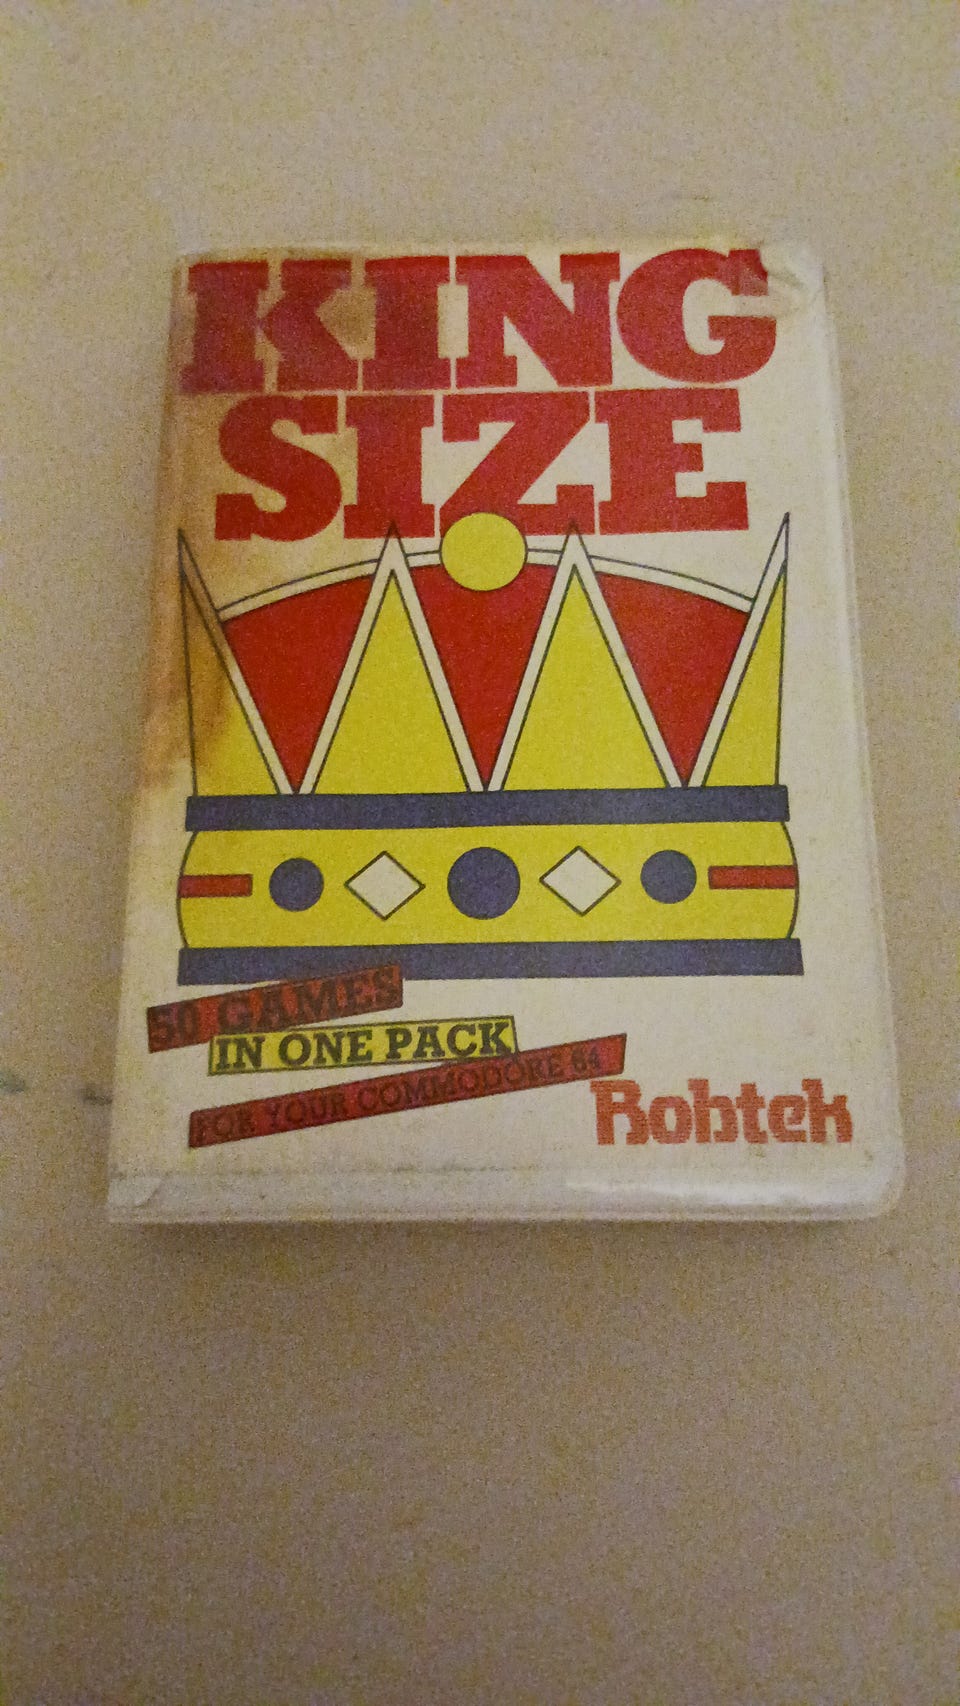 KING
SIZE
50 GAMES
IN ONE PACK
FOR YOUR COMMODORE 64
Robtek